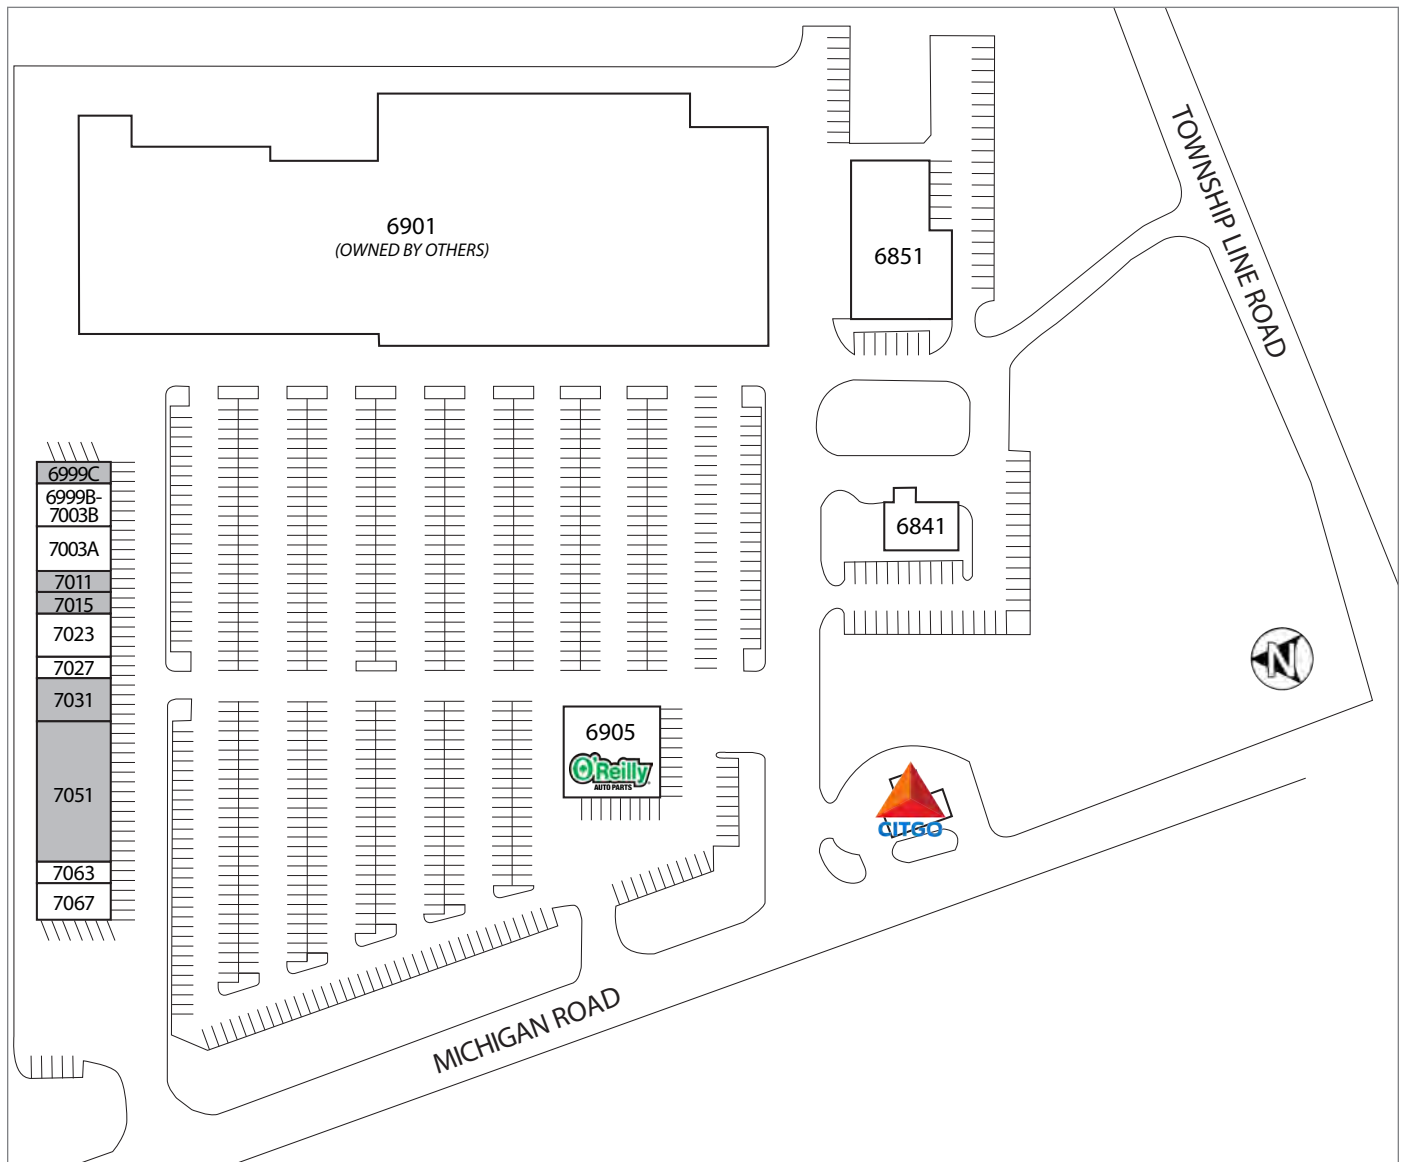 TOWNSHIP LINE ROAD
6901
(OWNED BY OTHERS)
6851
6999C
6999B-
7003B
7003A
7011
7015
7023
7027
7031
7051
7063
7067
6841
N
6905
O'Reilly
AUTO PARTS
CITGO
MICHIGAN ROAD